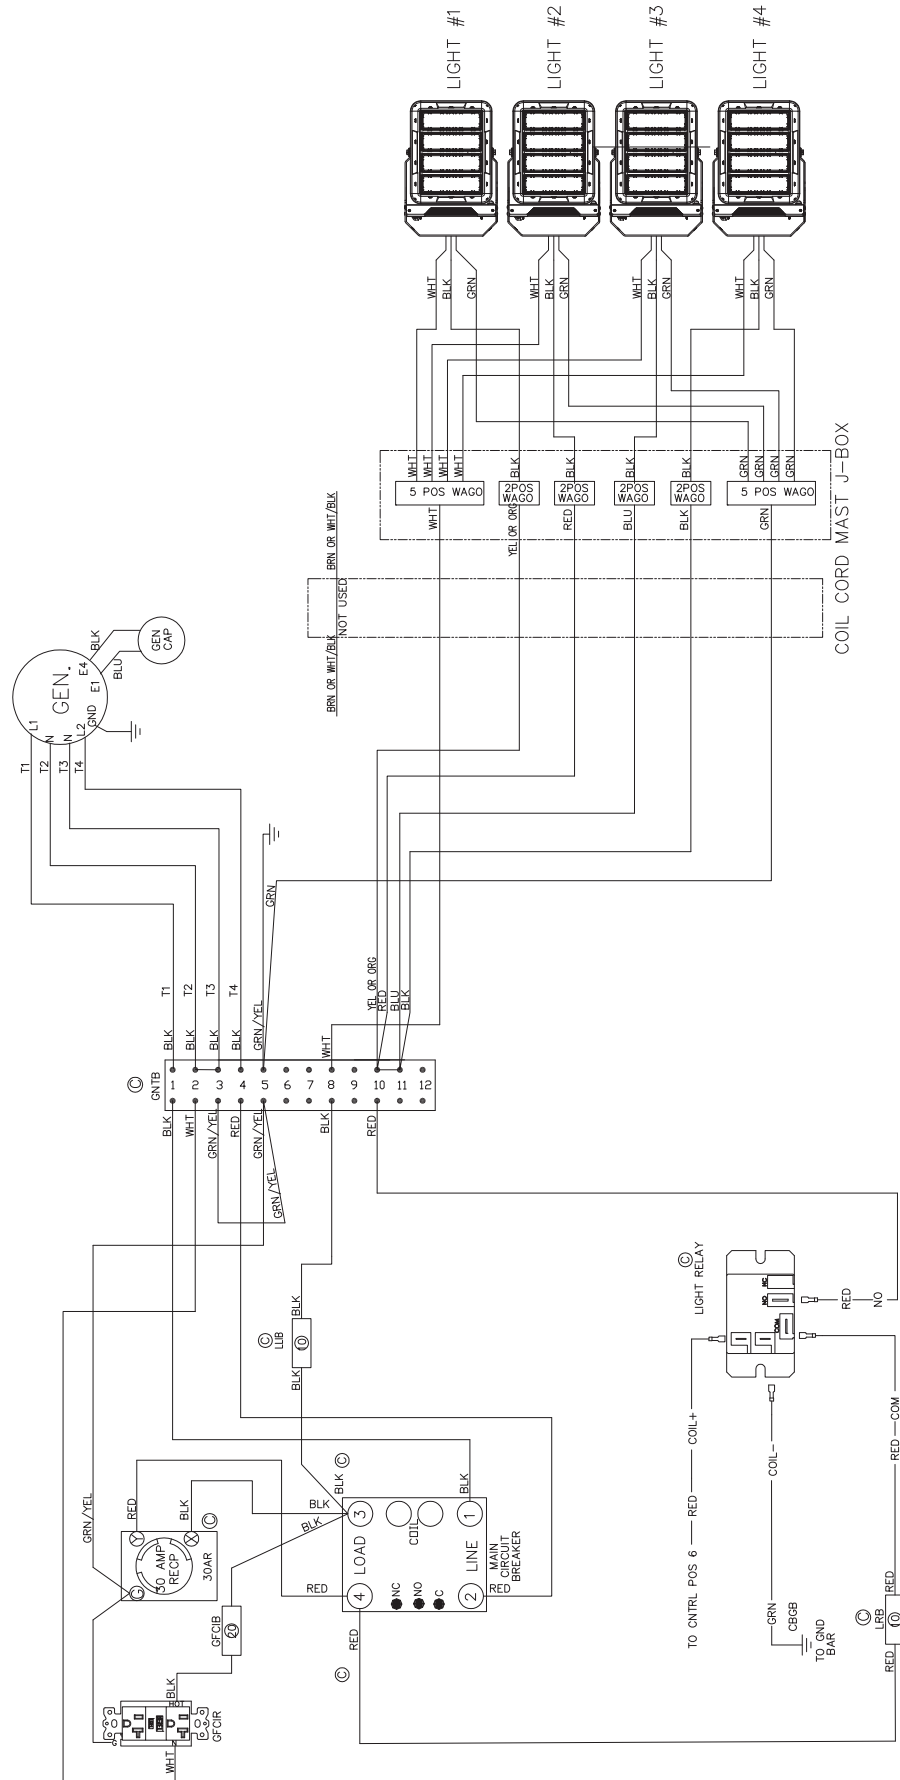 LIGHT #1
LIGHT #2
LIGHT #3
LIGHT #4
WHT
BLK
GRN
WHT
BLK
GRN
WHT
BLK
GRN
WHT
BLK
GRN
WHT
WHT
WHT
WHT
BLK
BLK
BLK
BLK
GRN
GRN
GRN
GRN
5 POS WAGO
2POS
WAGO
2POS
WAGO
2POS
WAGO
2POS
WAGO
5 POS WAGO
WHT
YEL OR ORG
RED
BLU
BLK
GRN
COIL CORD MAST J-BOX
BRN OR WHT/BLK
NOT USED
BRN OR WHT/BLK
GEN.
L1
N
N
L2
GND
E1
E4
BLK
BLU
GEN
CAP
T1
T2
T3
T4
GRN
T1
T2
T3
T4
BLK
BLK
BLK
BLK
GRN/YEL
WHT
YEL OR ORG
RED
BLU
BLK
C
GNTB
1
2
3
4
5
6
7
8
9
10
11
12
BLK
WHT
GRN/YEL
RED
GRN/YEL
GRN/YEL
BLK
RED
BLK
C
LLIB
10
BLK
GRN/YEL
RED
BLK
C
Y
X
G
30 AMP
RECP
30AR
GFCIB
20
BLK
HOT
G
N
GFCIR
WHT
BLK
BLK
BLK
C
BLK
3
LOAD
4
COIL
1
LINE
2
NC
NO
C
MAIN
CIRCUIT
BREAKER
RED
RED
RED
C
C
LIGHT RELAY
NC
NO
COM
RED
NO
TO CNTRL POS 6
RED
COIL+
COIL-
GRN
CBGB
TO GND
BAR
RED
COM
RED
C
LRB
10
RED